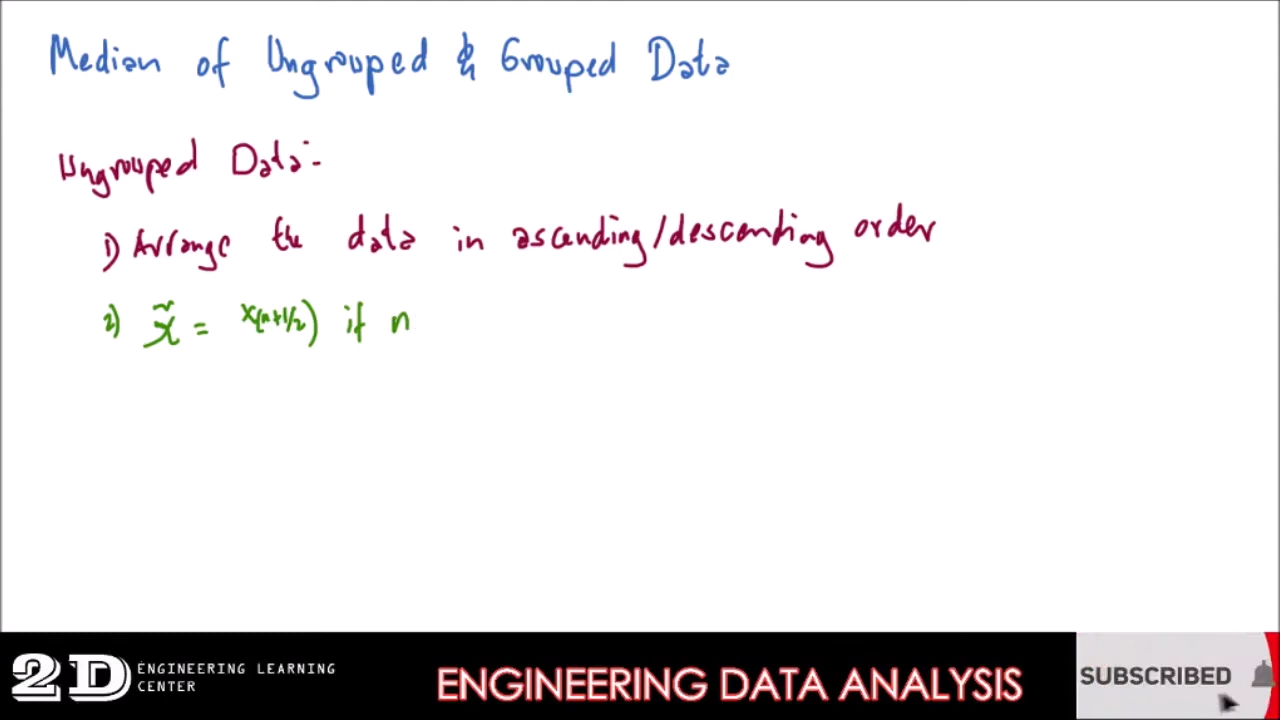 Median of Ungrouped & Grouped Data
Ungrouped Data:
1) Arrange the data in ascending/descending order
2) x̃ = x(n+1/2) if n
2D ENGINEERING LEARNING
CENTER
ENGINEERING DATA ANALYSIS
SUBSCRIBED